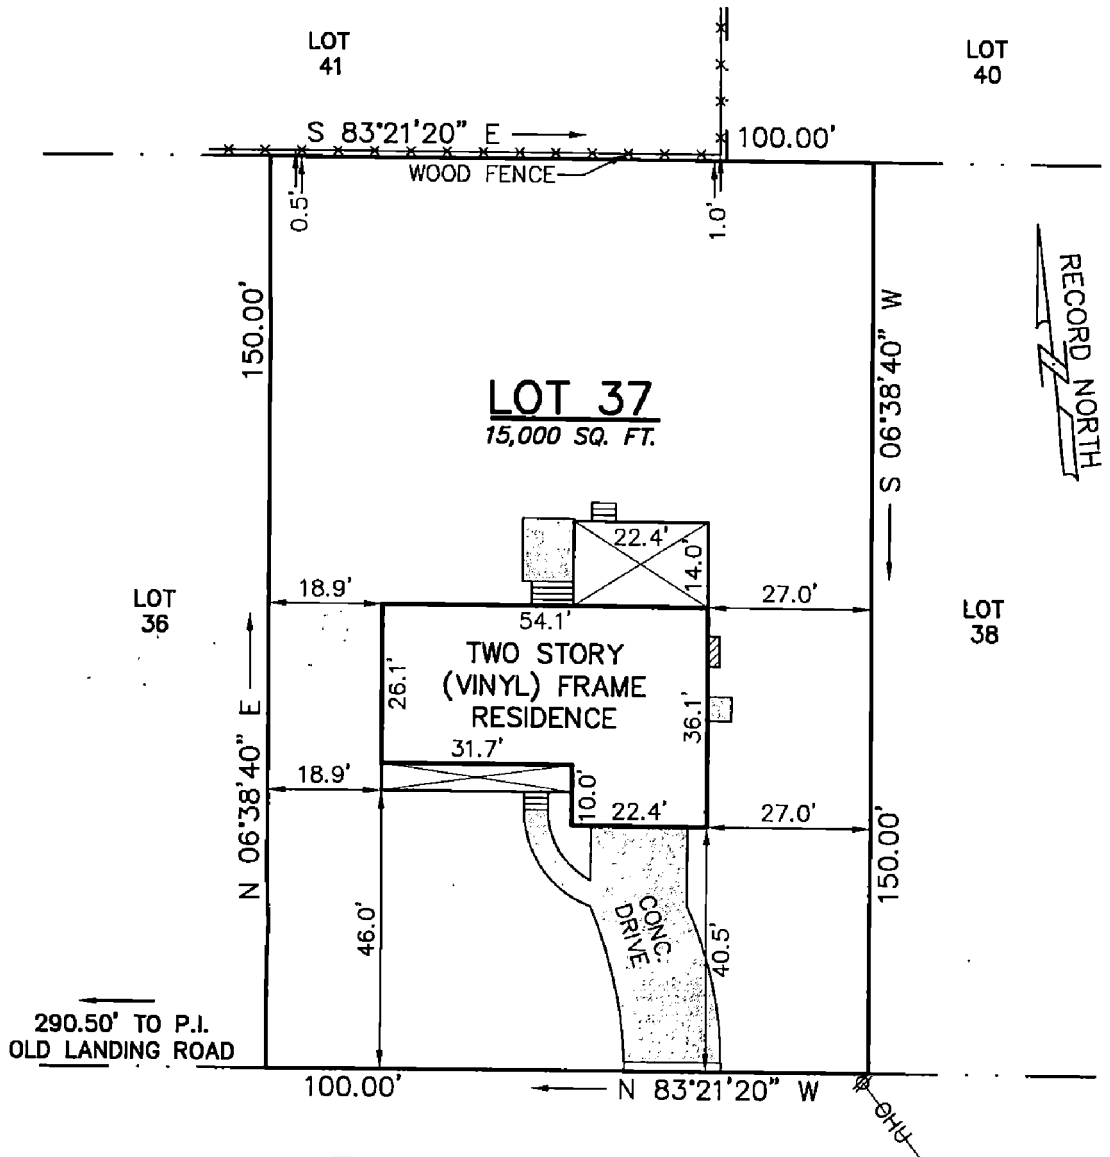 LOT
41
LOT
40
S 83°21'20" E
100.00'
WOOD FENCE
0.5'
1.0'
150.00'
S 06°38'40" W
RECORD NORTH
LOT 37
15,000 SQ. FT.
22.4'
14.0'
18.9'
27.0'
LOT
36
LOT
38
54.1'
TWO STORY
(VINYL) FRAME
RESIDENCE
26.1'
36.1'
31.7'
N 06°38'40" E
18.9'
10.0'
22.4'
27.0'
150.00'
46.0'
CONC.
DRIVE
40.5'
290.50' TO P.I.
OLD LANDING ROAD
100.00'
N 83°21'20" W
OHU